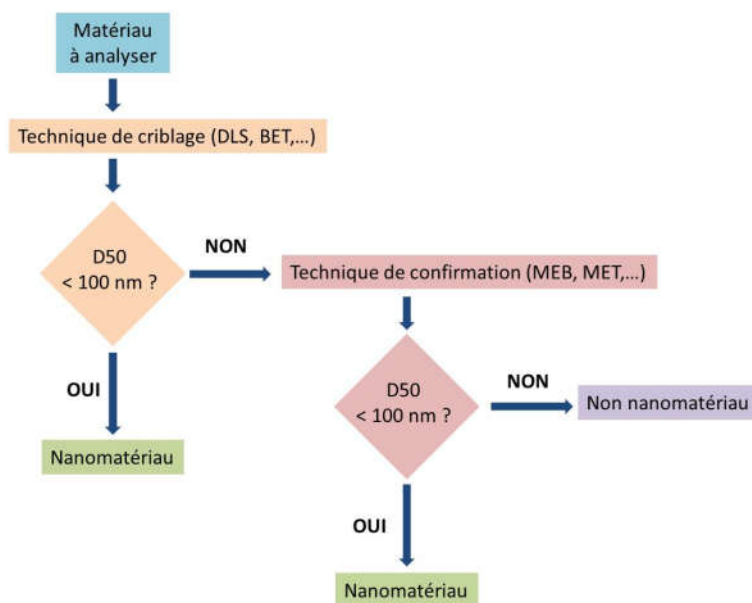 Matériau
à analyser
Technique de criblage (DLS, BET,...)
D50
< 100 nm ?
NON
Technique de confirmation (MEB, MET,...)
OUI
D50
< 100 nm ?
NON
Non nanomatériau
Nanomatériau
OUI
Nanomatériau